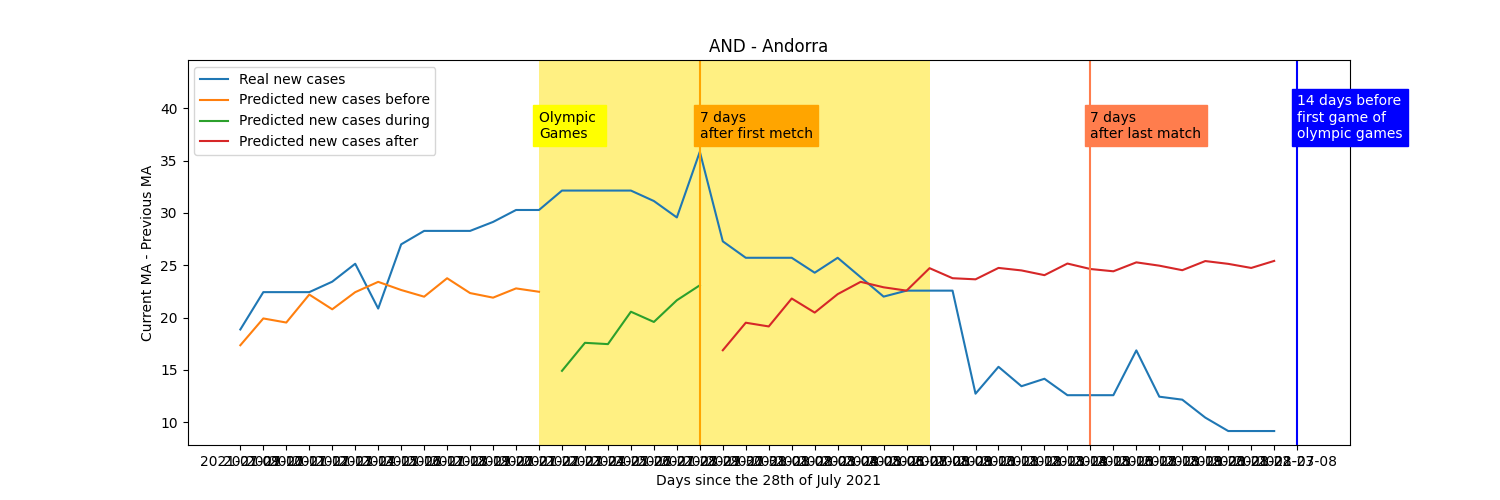 AND - Andorra
Real new cases
Predicted new cases before
Predicted new cases during
Predicted new cases after
Olympic
Games
7 days
after first metch
7 days
after last match
14 days before
first game of
olympic games
Current MA - Previous MA
40
35
30
25
20
15
10
Days since the 28th of July 2021